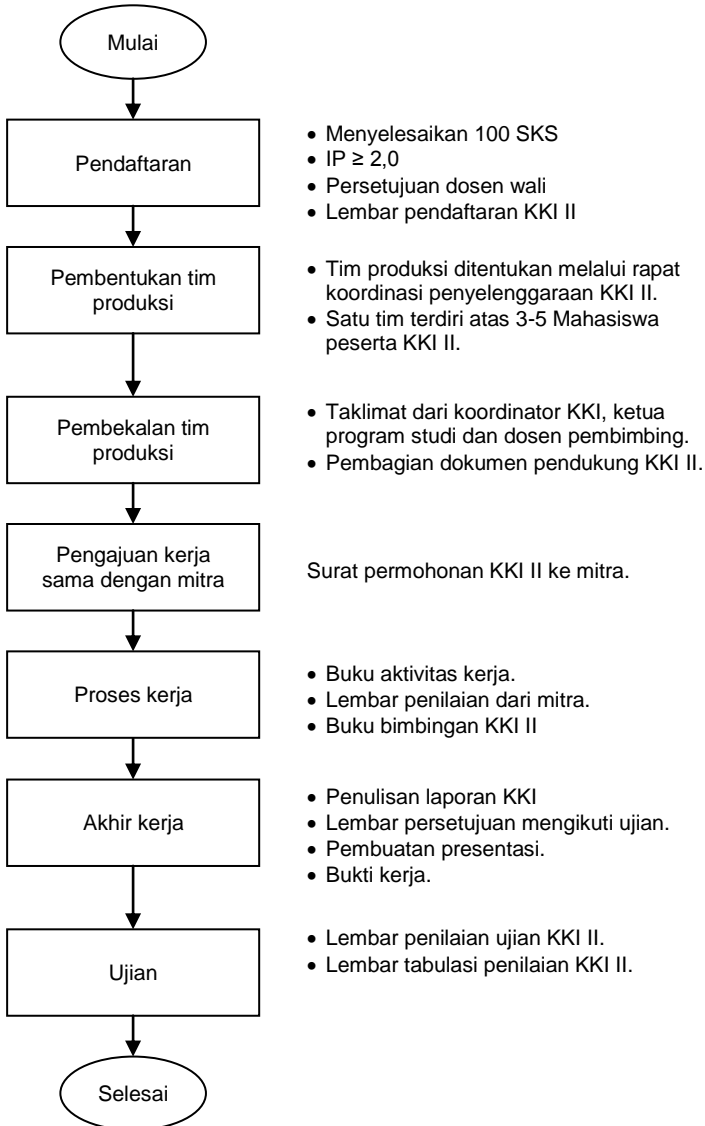 Mulai
Pendaftaran
• Menyelesaikan 100 SKS
• IP ≥ 2,0
• Persetujuan dosen wali
• Lembar pendaftaran KKI II
Pembentukan tim
produksi
• Tim produksi ditentukan melalui rapat
koordinasi penyelenggaraan KKI II.
• Satu tim terdiri atas 3-5 Mahasiswa
peserta KKI II.
Pembekalan tim
produksi
• Taklimat dari koordinator KKI, ketua
program studi dan dosen pembimbing.
• Pembagian dokumen pendukung KKI II.
Pengajuan kerja
sama dengan mitra
Surat permohonan KKI II ke mitra.
Proses kerja
• Buku aktivitas kerja.
• Lembar penilaian dari mitra.
• Buku bimbingan KKI II
Akhir kerja
• Penulisan laporan KKI
• Lembar persetujuan mengikuti ujian.
• Pembuatan presentasi.
• Bukti kerja.
Ujian
• Lembar penilaian ujian KKI II.
• Lembar tabulasi penilaian KKI II.
Selesai